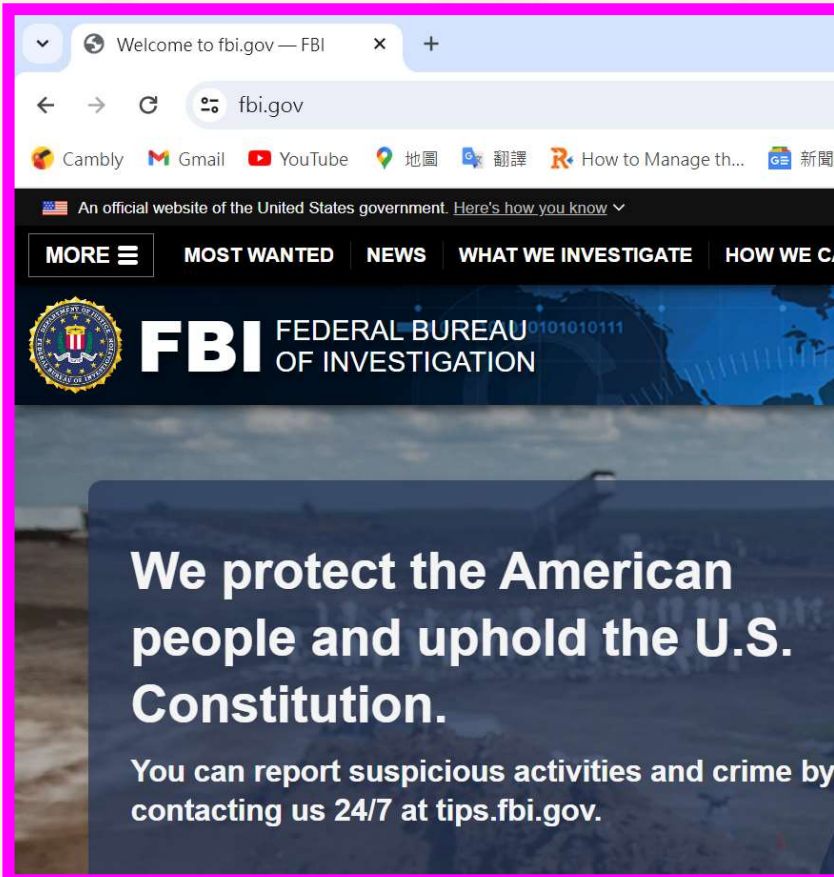 Welcome to fbi.gov — FBI
fbi.gov
Cambly Gmail YouTube 地圖 翻譯 How to Manage th... 新聞
An official website of the United States government. Here's how you know
MORE MOST WANTED NEWS WHAT WE INVESTIGATE HOW WE CA
FBI FEDERAL BUREAU
OF INVESTIGATION
We protect the American
people and uphold the U.S.
Constitution.
You can report suspicious activities and crime by
contacting us 24/7 at tips.fbi.gov.